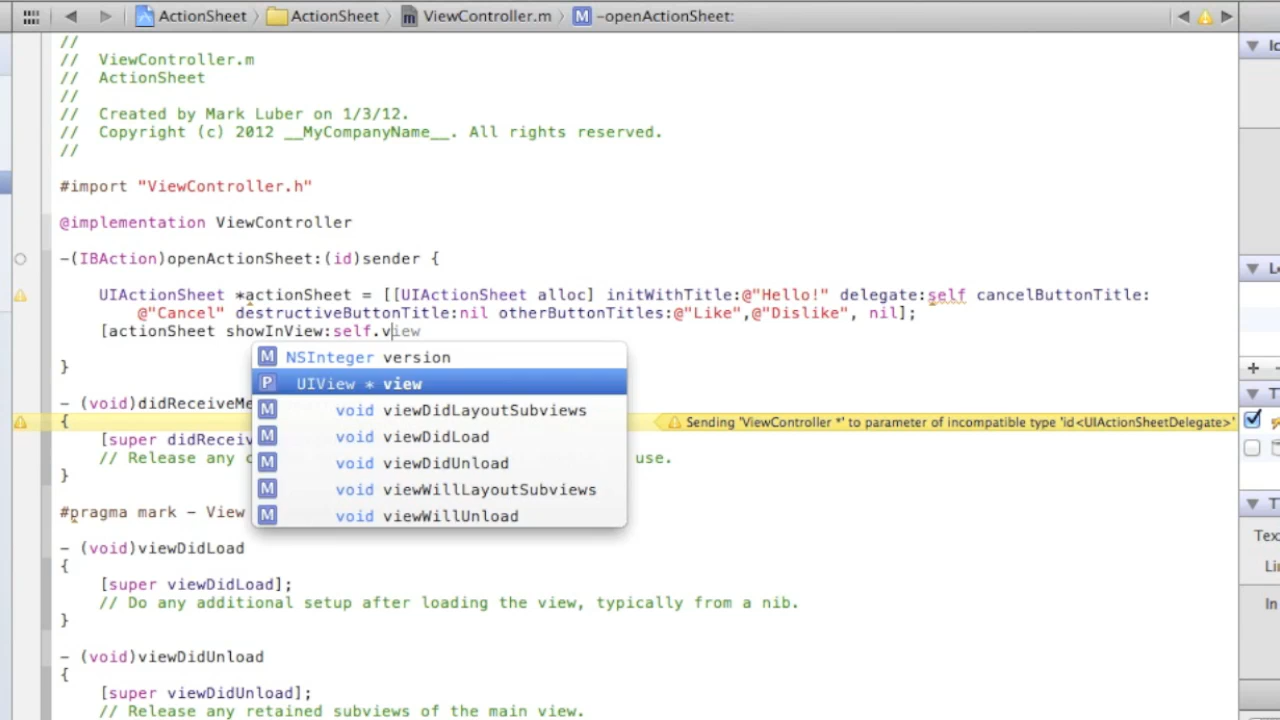 ActionSheet ActionSheet ViewController.m M -openActionSheet:
//
// ViewController.m
// ActionSheet
//
// Created by Mark Luber on 1/3/12.
// Copyright (c) 2012 __MyCompanyName__. All rights reserved.
//
#import "ViewController.h"
@implementation ViewController
-(IBAction)openActionSheet:(id)sender {
UIActionSheet *actionSheet = [[UIActionSheet alloc] initWithTitle:@"Hello!" delegate:self cancelButtonTitle:
@"Cancel" destructiveButtonTitle:nil otherButtonTitles:@"Like",@"Dislike", nil];
[actionSheet showInView:self.view
M NSInteger version
}
P UIView * view
- (void)didReceiveMe
M void viewDidLayoutSubviews
{
Sending 'ViewController *' to parameter of incompatible type 'id<UIActionSheetDelegate>'
M void viewDidLoad
[super didReceiv
// Release any c
use.
M void viewDidUnload
}
M void viewWillLayoutSubviews
#pragma mark - View
M void viewWillUnload
- (void)viewDidLoad
{
[super viewDidLoad];
// Do any additional setup after loading the view, typically from a nib.
}
- (void)viewDidUnload
{
[super viewDidUnload];
// Release any retained subviews of the main view.
In